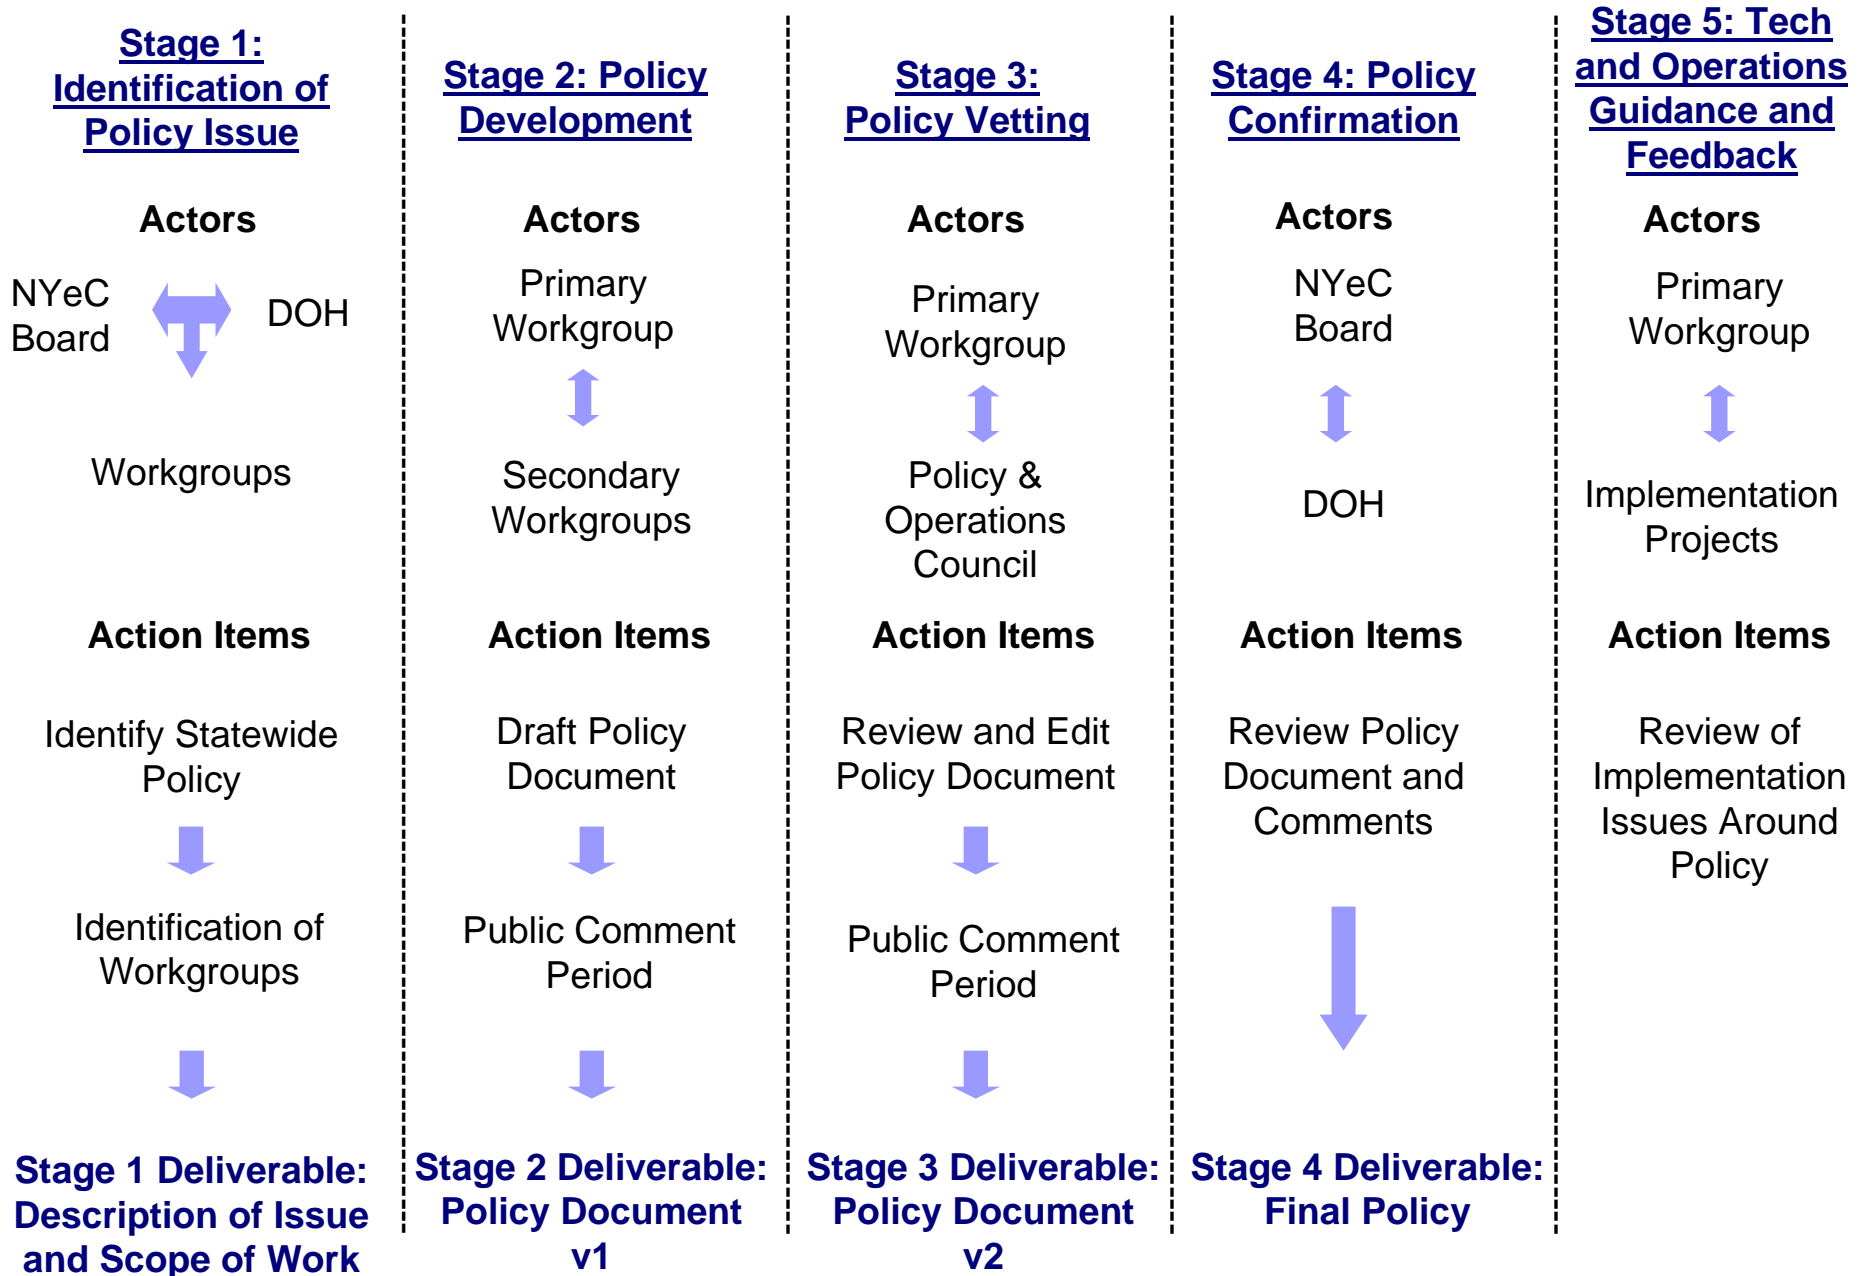 Stage 1:
Identification of
Policy Issue
Actors
NYeC
Board
DOH
Workgroups
Action Items
Identify Statewide
Policy
Identification of
Workgroups
Stage 1 Deliverable:
Description of Issue
and Scope of Work
Stage 2: Policy
Development
Actors
Primary
Workgroup
Secondary
Workgroups
Action Items
Draft Policy
Document
Public Comment
Period
Stage 2 Deliverable:
Policy Document
v1
Stage 3:
Policy Vetting
Actors
Primary
Workgroup
Policy &
Operations
Council
Action Items
Review and Edit
Policy Document
Public Comment
Period
Stage 3 Deliverable:
Policy Document
v2
Stage 4: Policy
Confirmation
Actors
NYeC
Board
DOH
Action Items
Review Policy
Document and
Comments
Stage 4 Deliverable:
Final Policy
Stage 5: Tech
and Operations
Guidance and
Feedback
Actors
Primary
Workgroup
Implementation
Projects
Action Items
Review of
Implementation
Issues Around
Policy